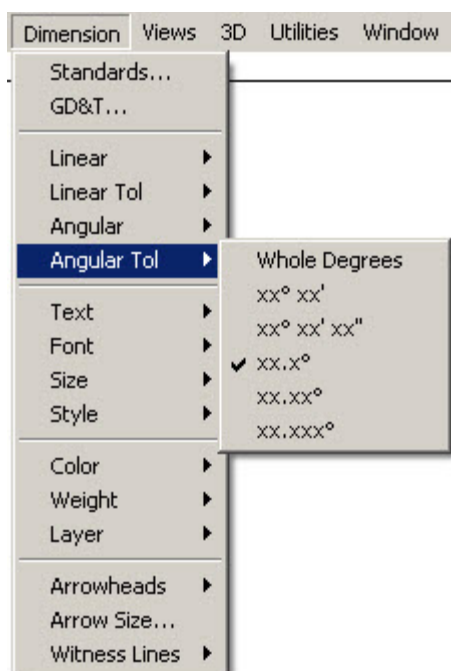 Dimension Views 3D Utilities Window
Standards...
GD&T...
Linear
Linear Tol
Angular
Angular Tol
Whole Degrees
xx° xx'
xx° xx' xx"
xx.x°
xx.xx°
xx.xxx°
Text
Font
Size
Style
Color
Weight
Layer
Arrowheads
Arrow Size...
Witness Lines